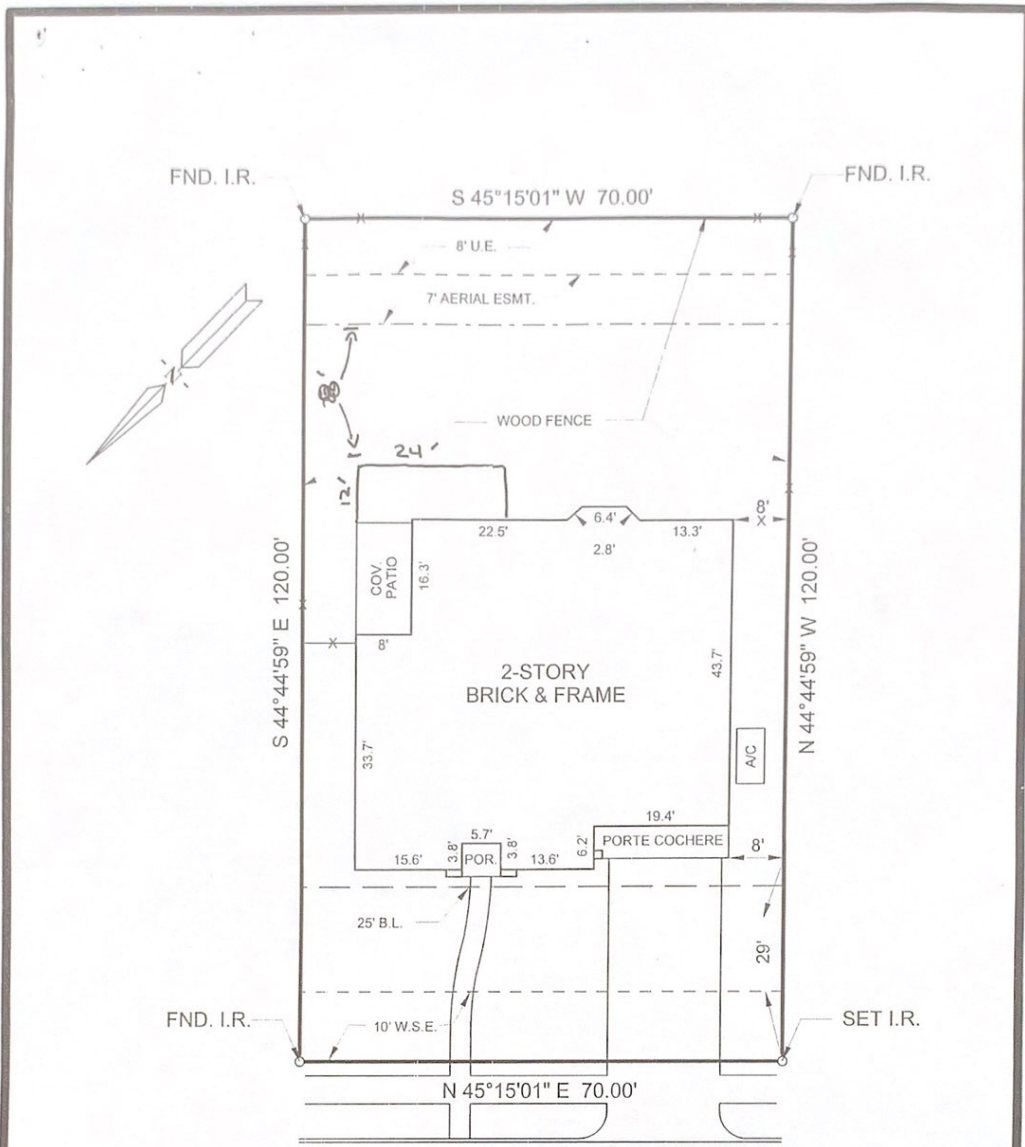 FND. I.R.
FND. I.R.
S 45°15'01" W 70.00'
8' U.E.
7' AERIAL ESMT.
N
WOOD FENCE
24'
12'
8'
X
22.5'
6.4'
13.3'
2.8'
COV.
PATIO
16.3'
S 44°44'59" E 120.00'
N 44°44'59" W 120.00'
X
8'
43.7'
2-STORY
BRICK & FRAME
33.7'
A/C
19.4'
5.7'
PORTE COCHERE
15.6'
3.8'
POR.
3.8'
13.6'
6.2'
8'
25' B.L.
29'
FND. I.R.
10' W.S.E.
SET I.R.
N 45°15'01" E 70.00'